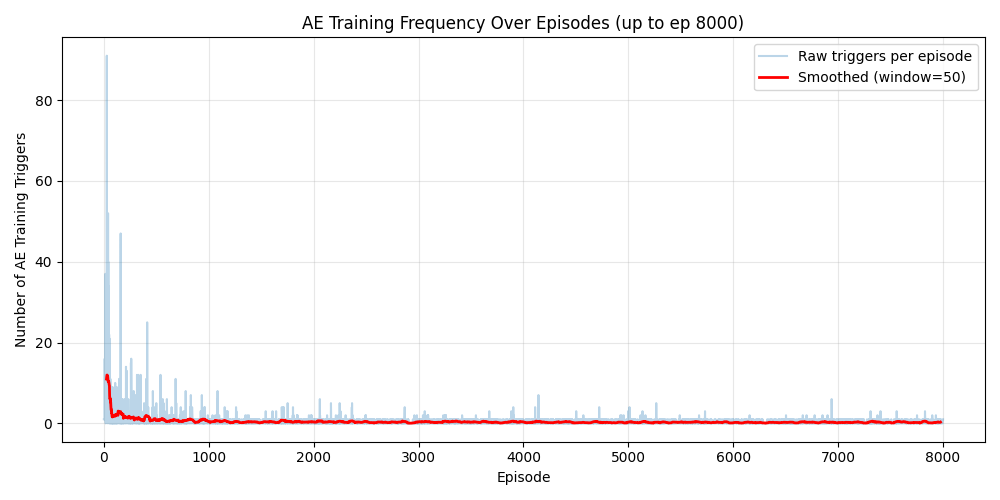 AE Training Frequency Over Episodes (up to ep 8000)
Raw triggers per episode
Smoothed (window=50)
Number of AE Training Triggers
80
60
40
20
0
0 1000 2000 3000 4000 5000 6000 7000 8000
Episode